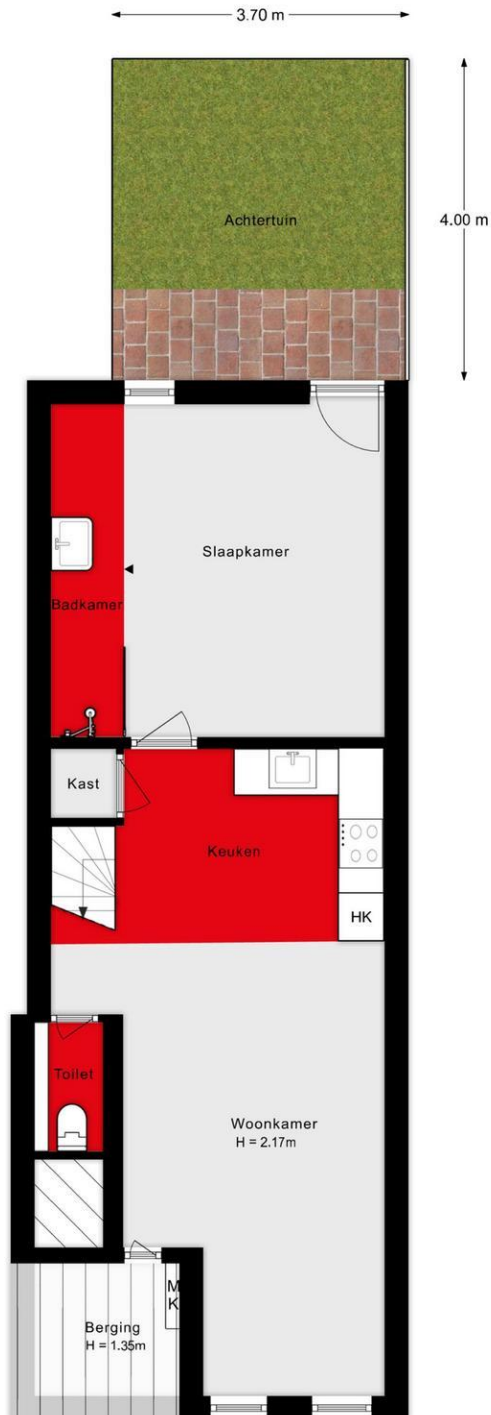 3.70 m
Achtertuin
4.00 m
Slaapkamer
Badkamer
Kast
Keuken
HK
Toilet
Woonkamer
H = 2.17m
M
K
Berging
H = 1.35m